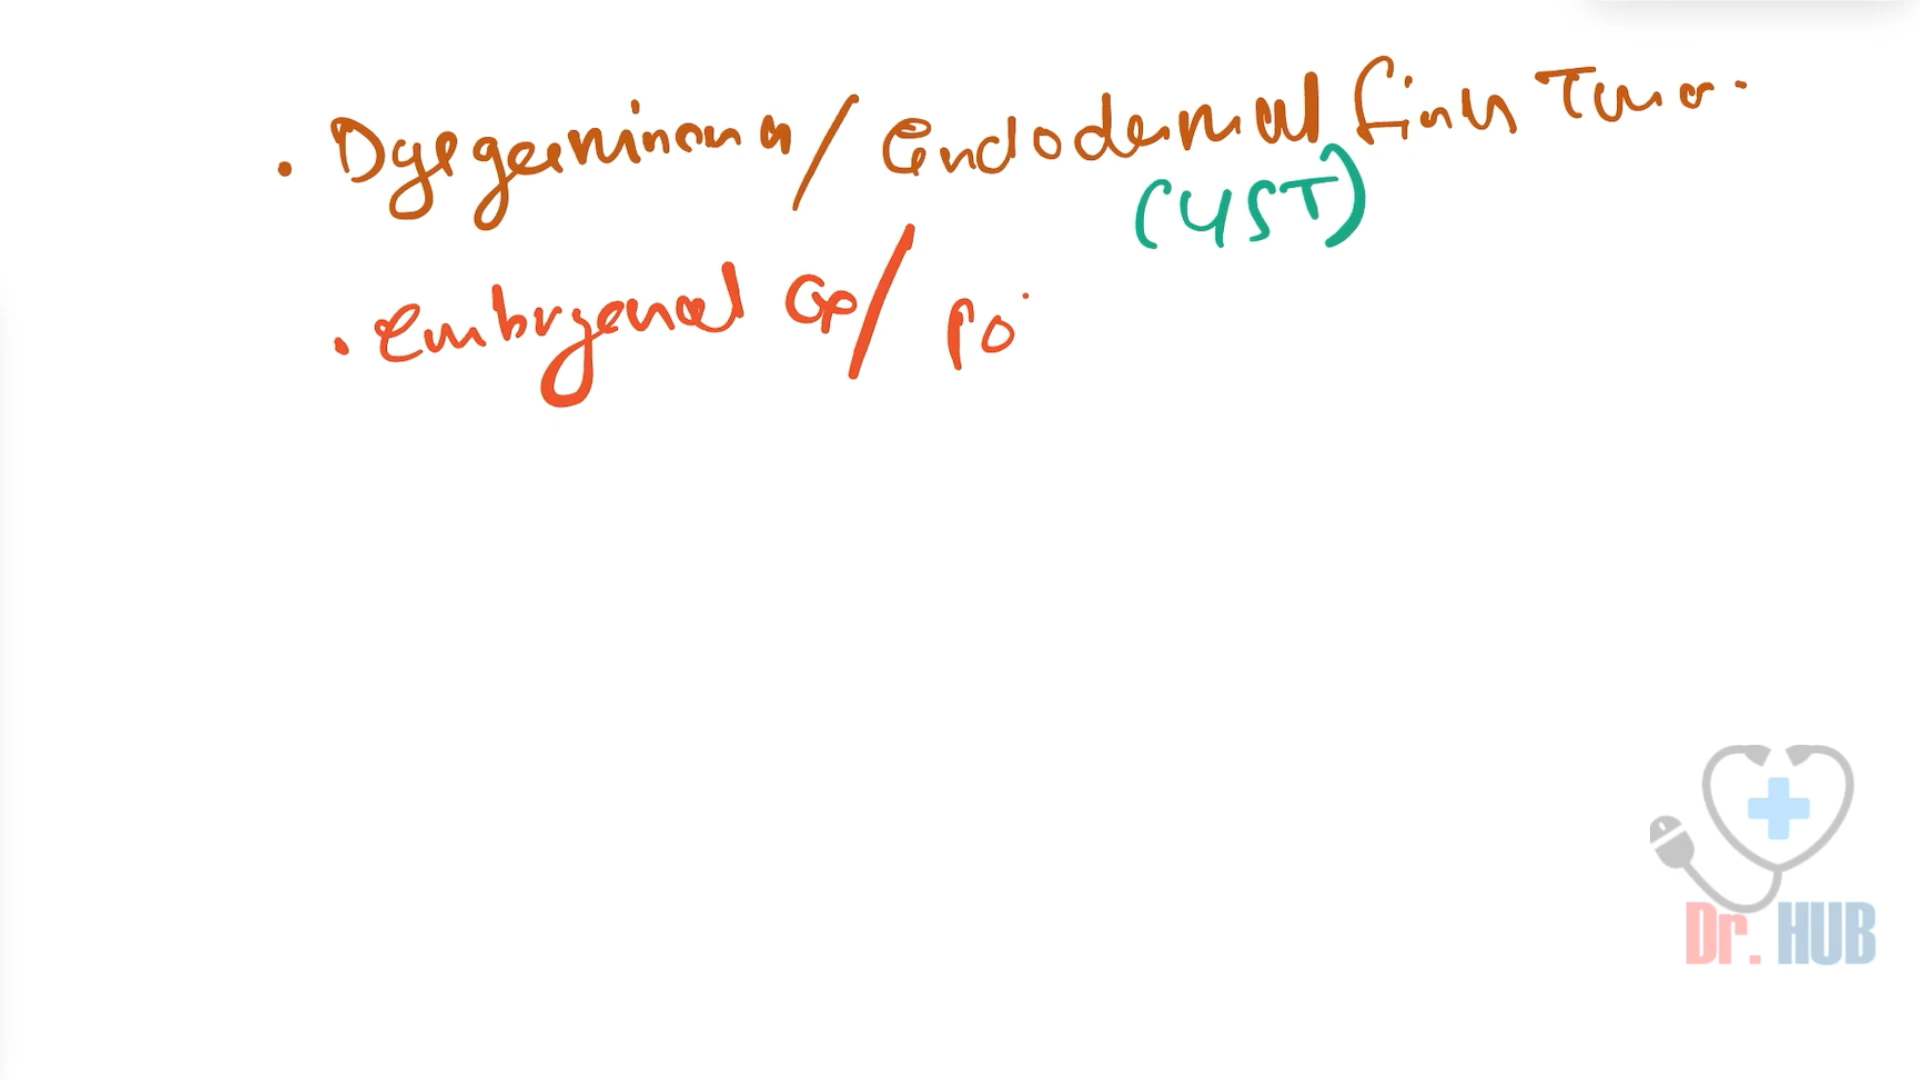 . Dysgerminoma / Endodermal Sinus Tumor.
(YST)
. Embryonal Ca / Po
Dr. HUB